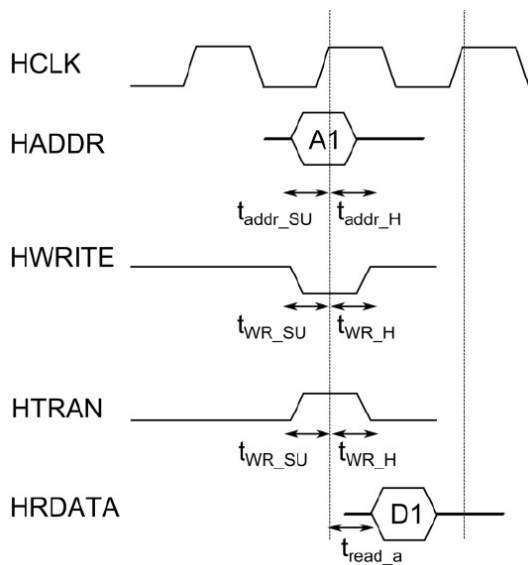 HCLK
HADDR
A1
taddr_SU taddr_H
HWRITE
tWR_SU tWR_H
HTRAN
tWR_SU tWR_H
HRDATA
D1
tread_a